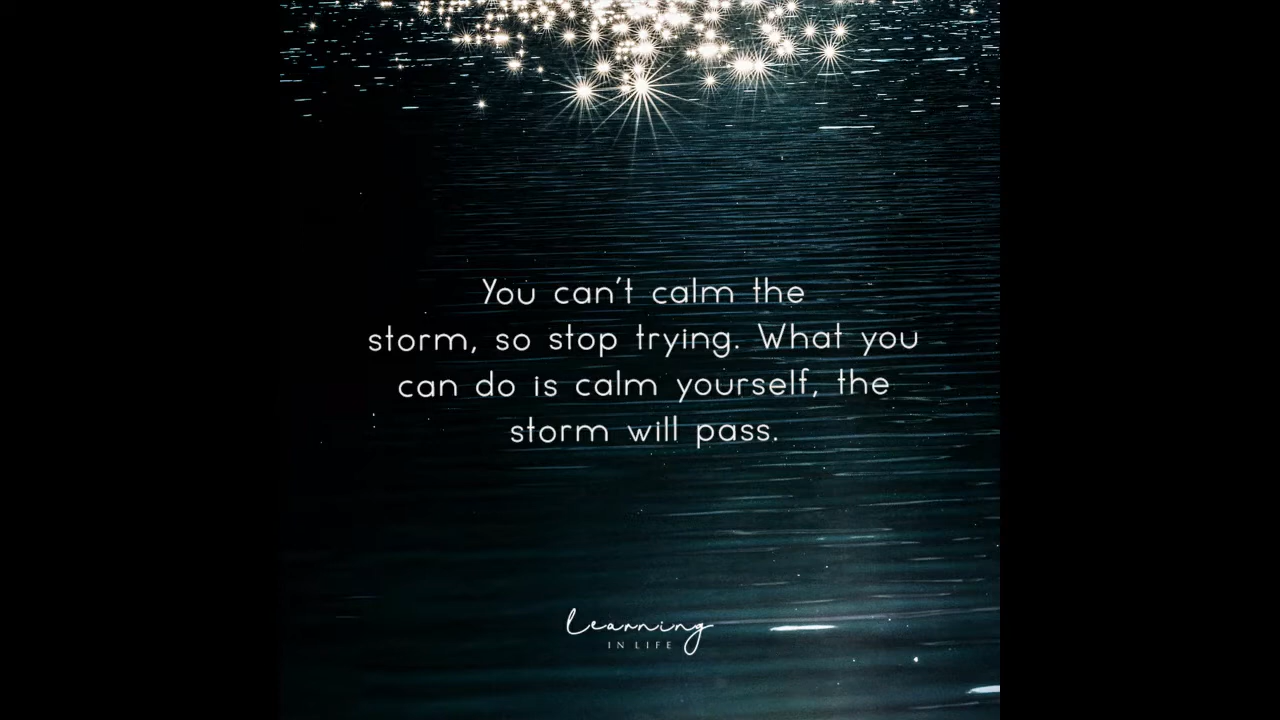 You can't calm the
storm, so stop trying. What you
can do is calm yourself, the
storm will pass.
learning
IN LIFE